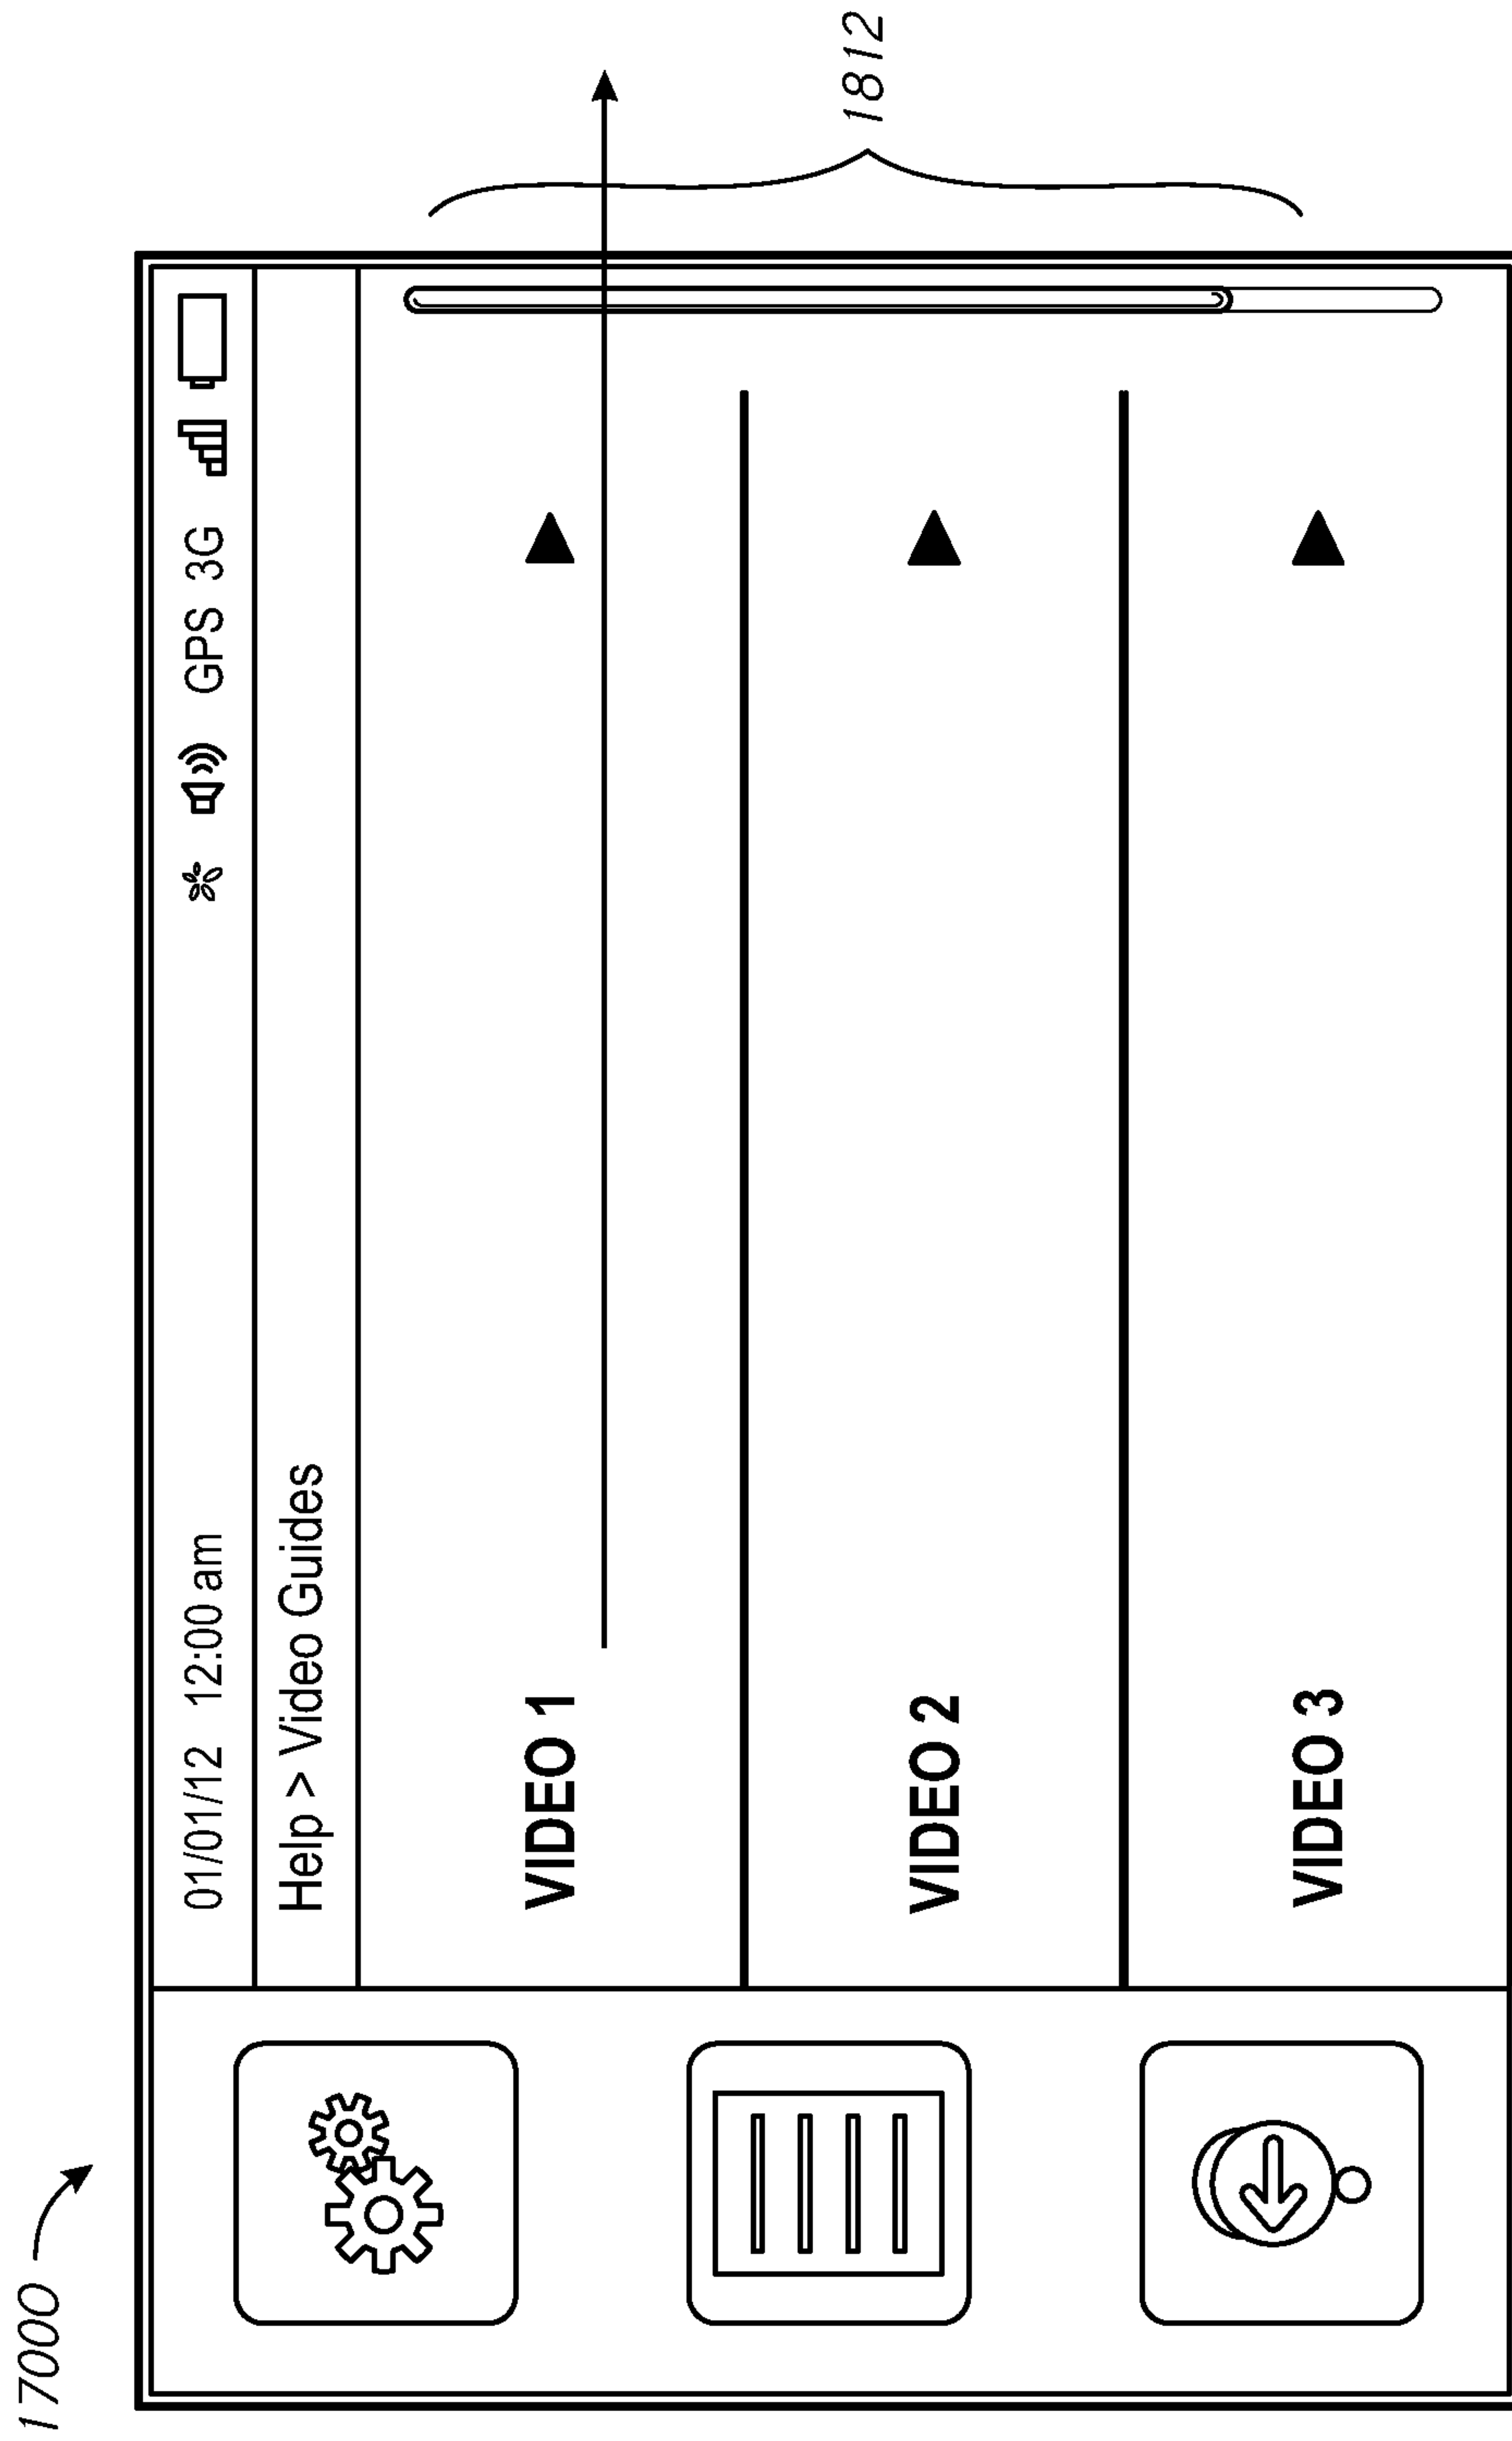 17000
01/01/12 12:00 am
GPS 3G
Help > Video Guides
VIDEO 1
VIDEO 2
VIDEO 3
1812